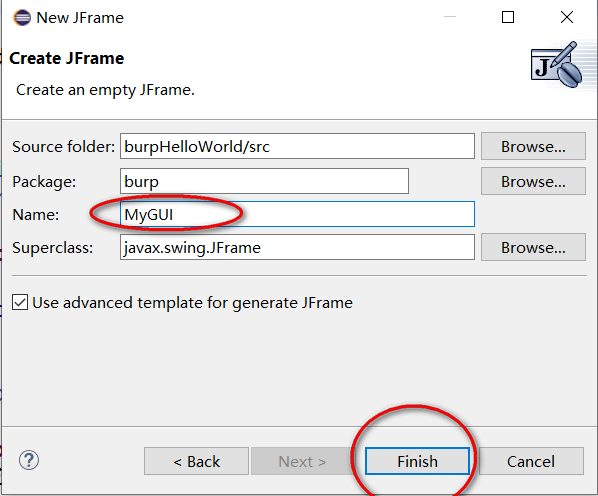 New JFrame
Create JFrame
Create an empty JFrame.
J
Source folder: burpHelloWorld/src Browse...
Package: burp Browse...
Name: MyGUI
Superclass: javax.swing.JFrame Browse...
Use advanced template for generate JFrame
? < Back Next > Finish Cancel